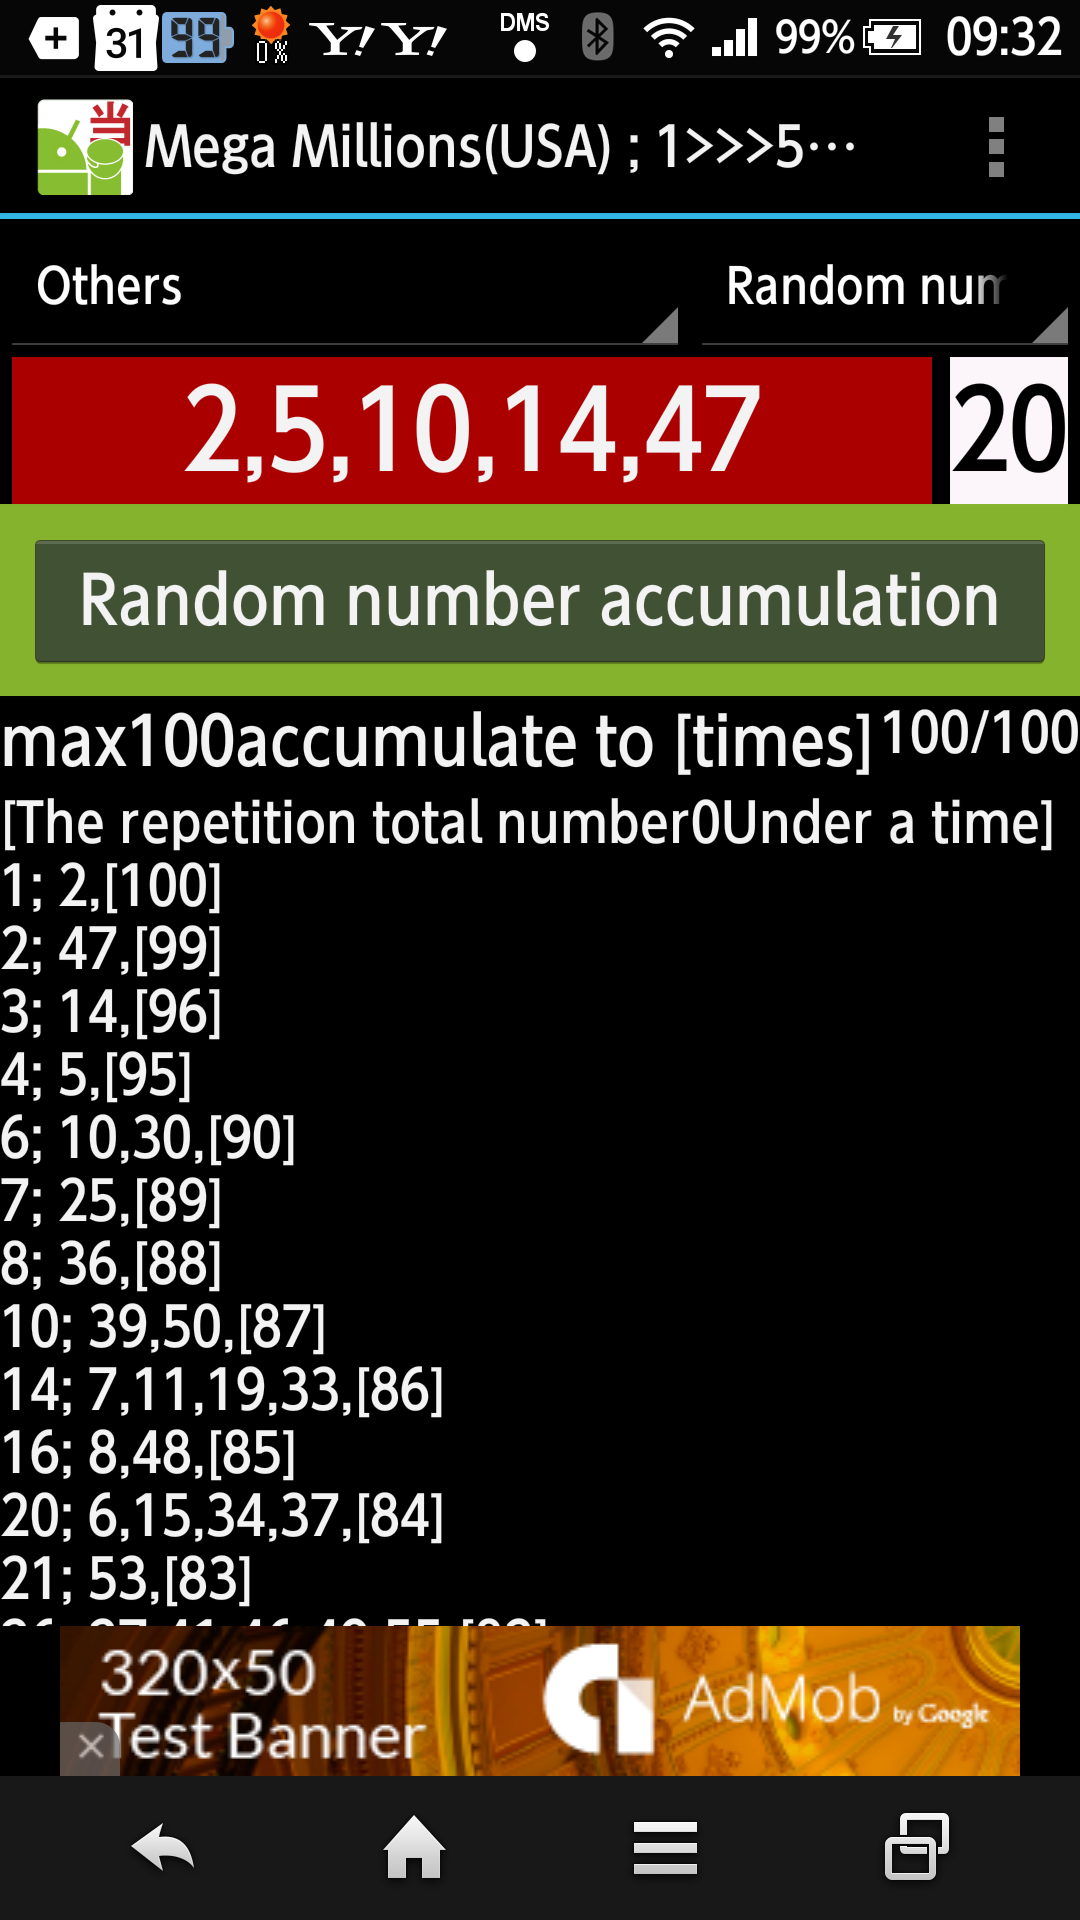 31 99 0% Y! Y! DMS 99% 09:32
当 Mega Millions(USA) ; 1>>>5…
Others Random num
2,5,10,14,47 20
Random number accumulation
max100accumulate to [times] 100/100
[The repetition total number0Under a time]
1; 2,[100]
2; 47,[99]
3; 14,[96]
4; 5,[95]
6; 10,30,[90]
7; 25,[89]
8; 36,[88]
10; 39,50,[87]
14; 7,11,19,33,[86]
16; 8,48,[85]
20; 6,15,34,37,[84]
21; 53,[83]
320x50
Test Banner
AdMob by Google